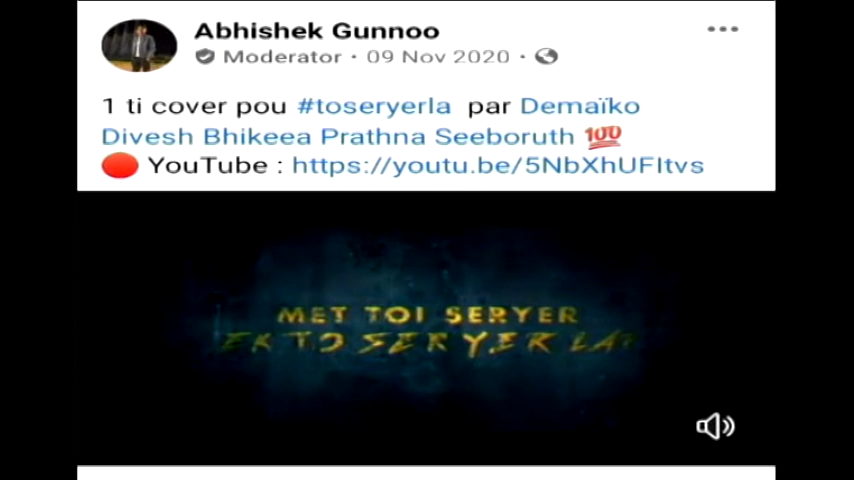 Abhishek Gunnoo
Moderator · 09 Nov 2020 ·
1 ti cover pou #toseryerla par Demaïko
Divesh Bhikeea Prathna Seeboruth 💯
🔴 YouTube : https://youtu.be/5NbXhUFItvs
MET TOI SERYER
EK TO SERYER LA